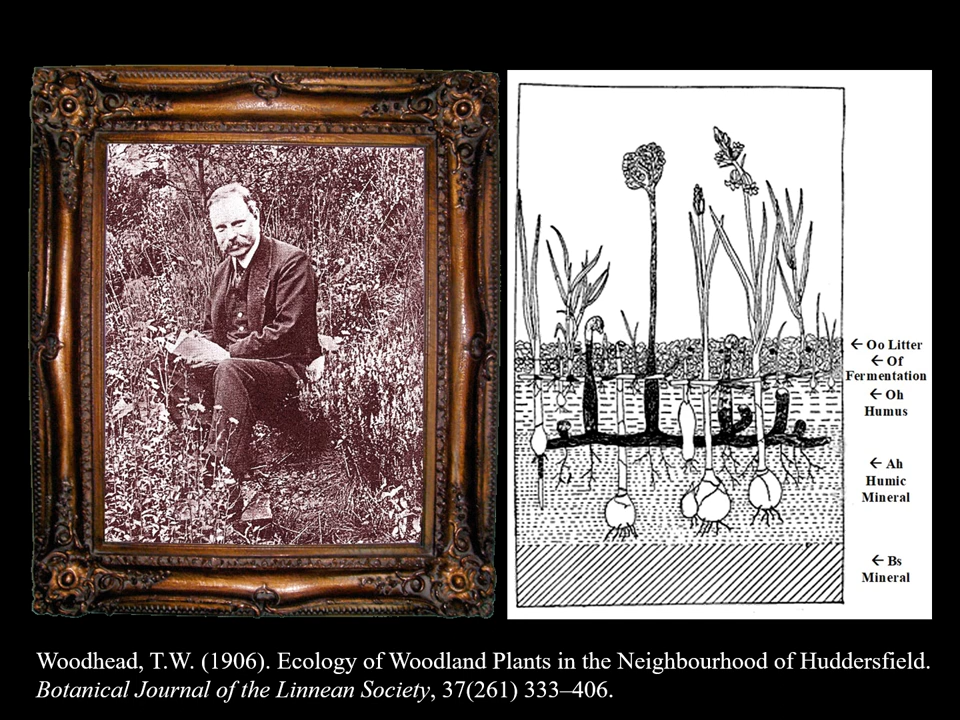 ← Oo Litter
← Of
Fermentation
← Oh
Humus
← Ah
Humic
Mineral
← Bs
Mineral
Woodhead, T.W. (1906). Ecology of Woodland Plants in the Neighbourhood of Huddersfield.
Botanical Journal of the Linnean Society, 37(261) 333–406.